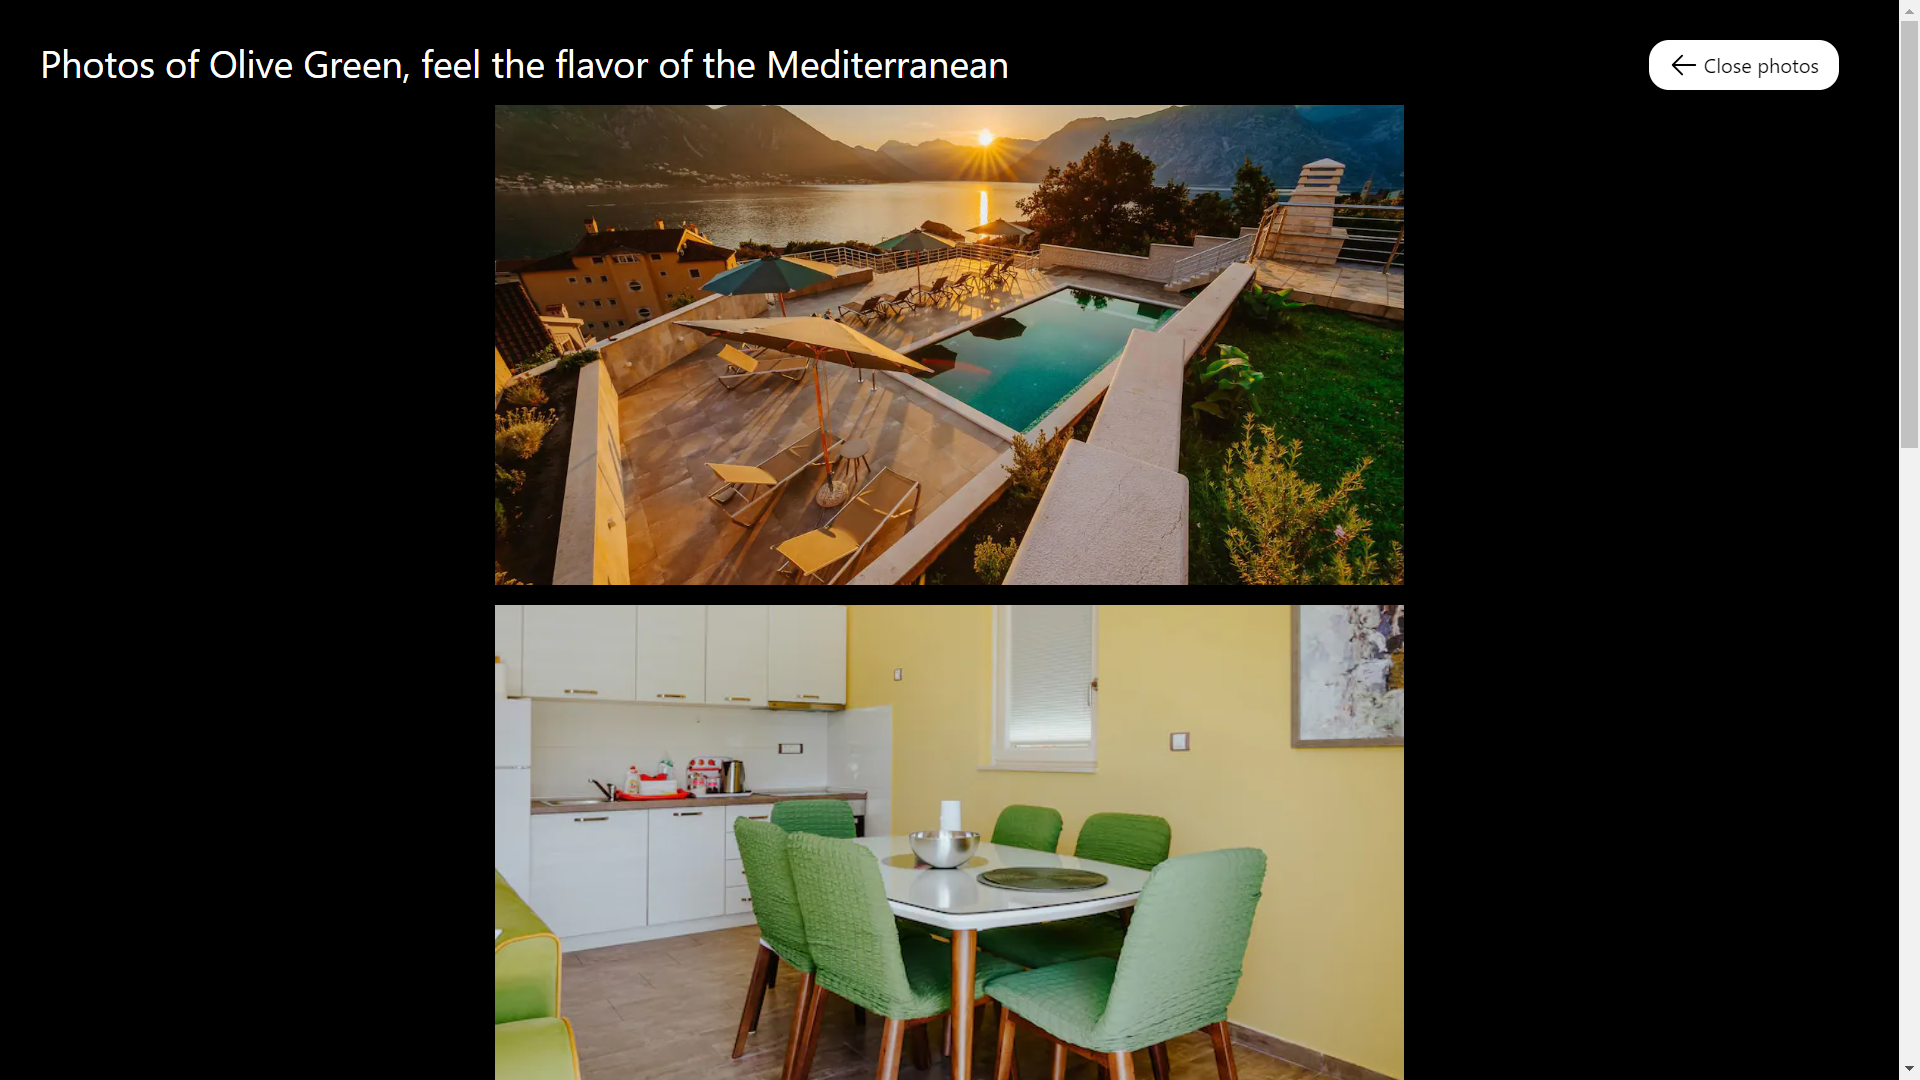 Photos of Olive Green, feel the flavor of the Mediterranean
Close photos